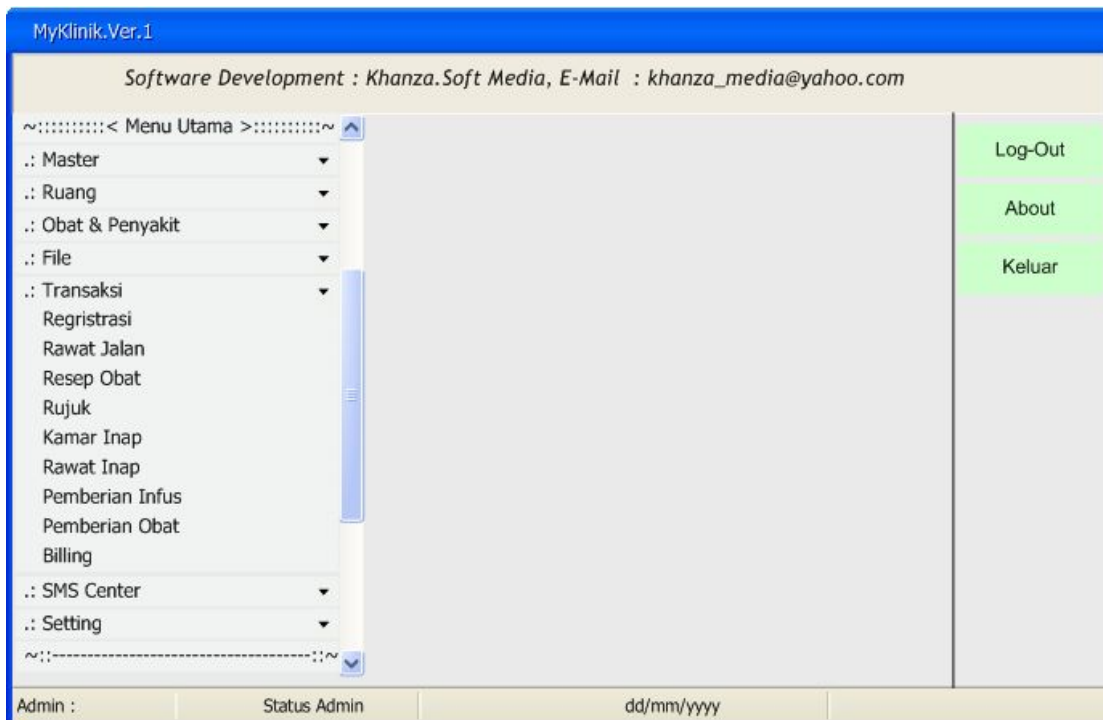 MyKlinik.Ver.1
Software Development : Khanza.Soft Media, E-Mail : khanza_media@yahoo.com
~::::::::::< Menu Utama >::::::::::~
.: Master
.: Ruang
.: Obat & Penyakit
.: File
.: Transaksi
Regristrasi
Rawat Jalan
Resep Obat
Rujuk
Kamar Inap
Rawat Inap
Pemberian Infus
Pemberian Obat
Billing
.: SMS Center
.: Setting
~::-------------------------------------::~
Log-Out
About
Keluar
Admin : Status Admin dd/mm/yyyy